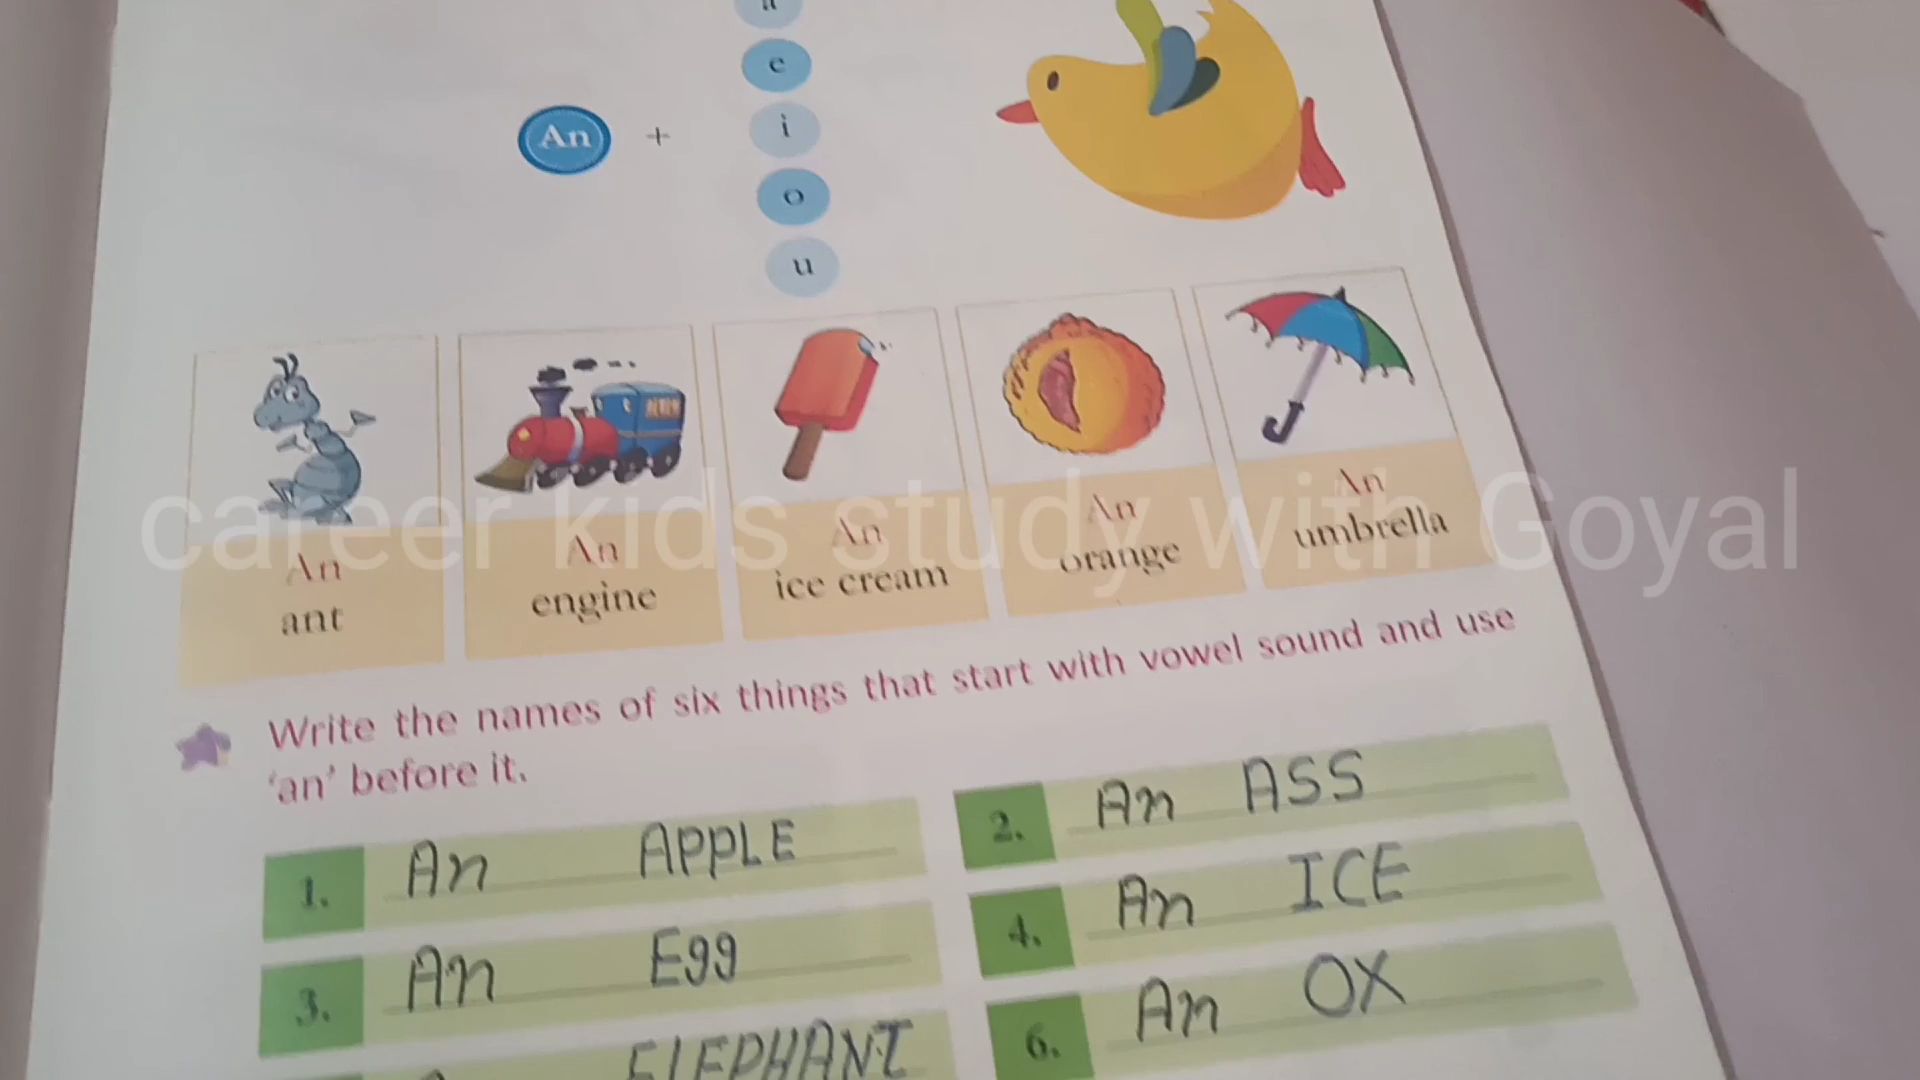 e
An + i
o
u
An An An An An
ant engine ice cream orange umbrella
career kids study with Goyal
Write the names of six things that start with vowel sound and use
'an' before it.
1. An APPLE
2. An ASS
3. An Egg
4. An ICE
ELEPHANT
6. An OX